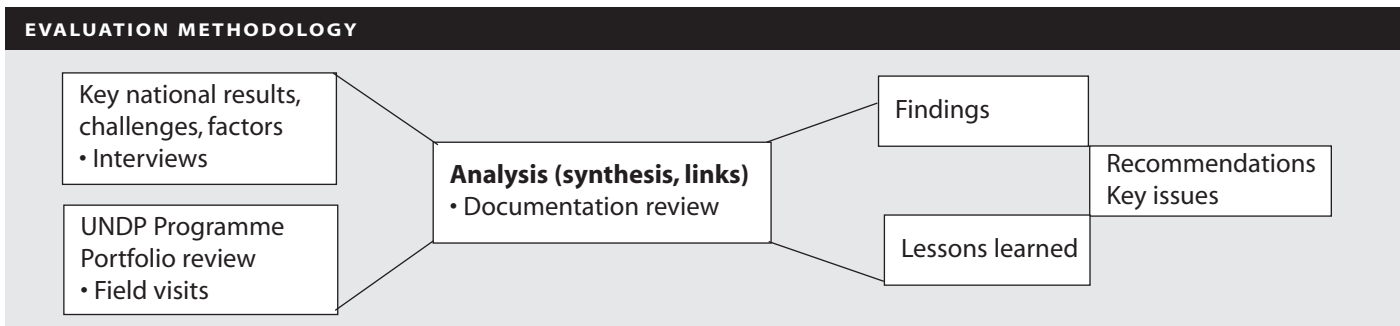 EVALUATION METHODOLOGY
Key national results,
challenges, factors
• Interviews
UNDP Programme
Portfolio review
• Field visits
Analysis (synthesis, links)
• Documentation review
Findings
Lessons learned
Recommendations
Key issues